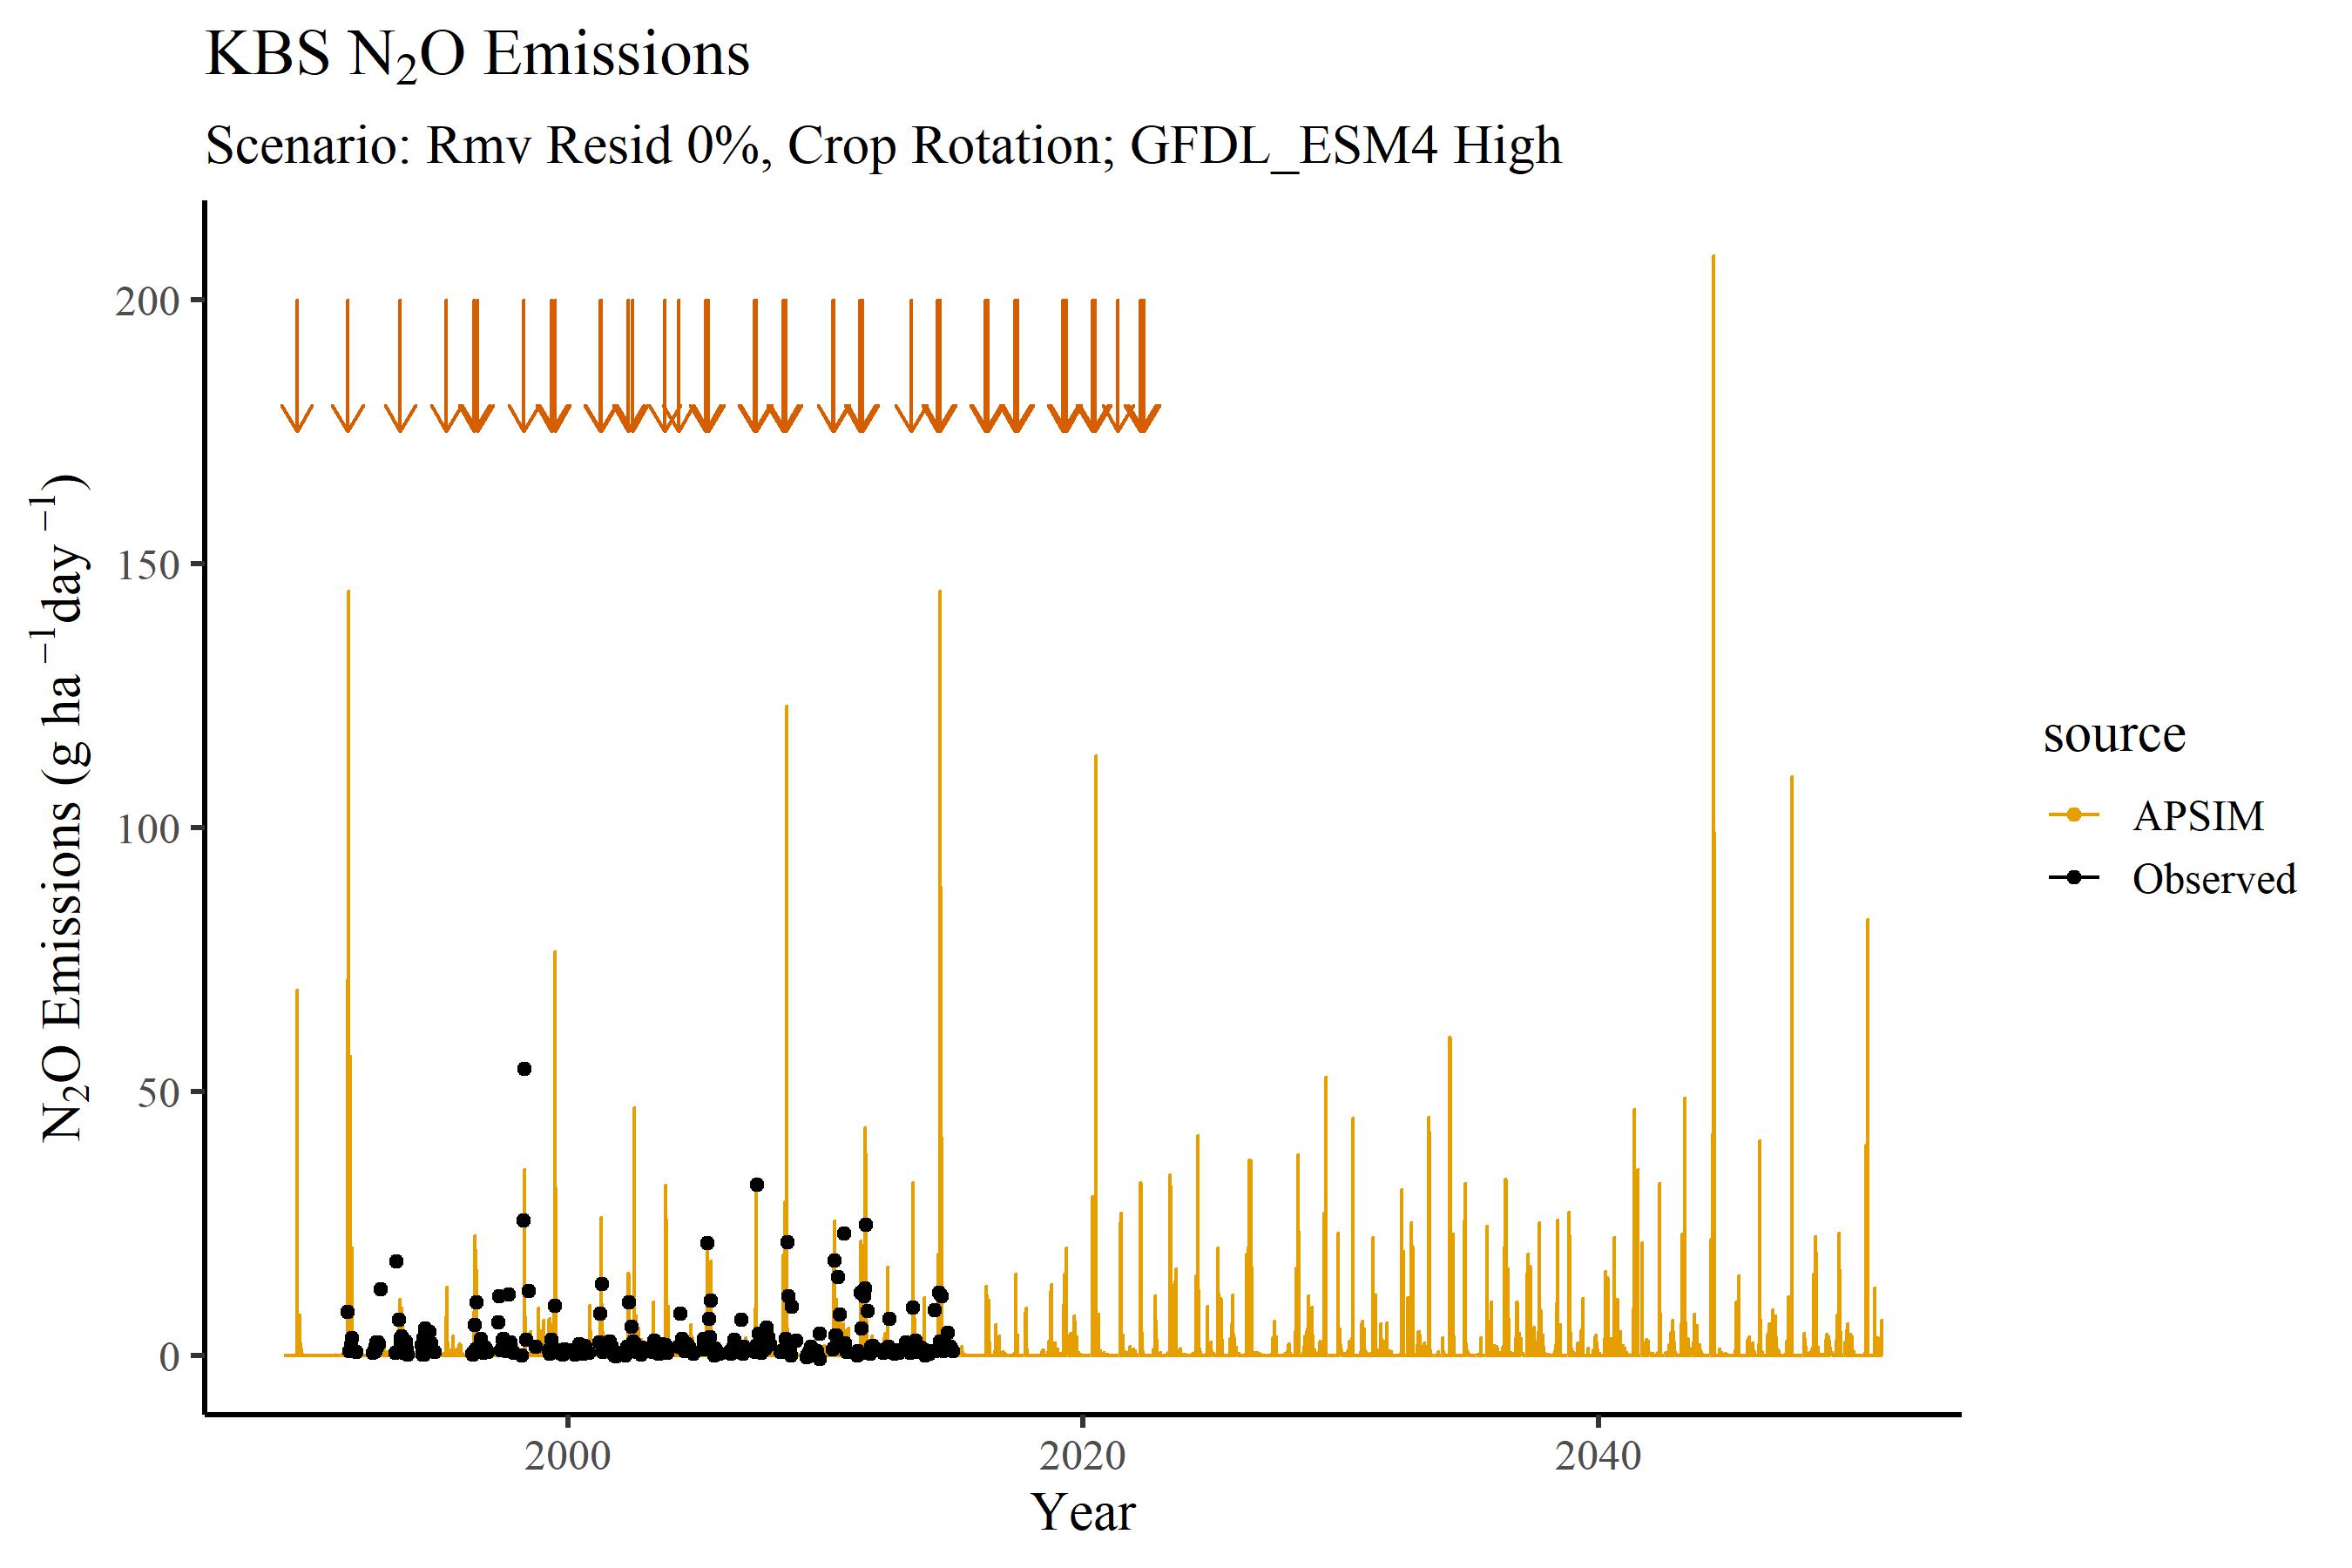 KBS N₂O Emissions
Scenario: Rmv Resid 0%, Crop Rotation; GFDL_ESM4 High
N₂O Emissions (g ha ⁻¹day ⁻¹)
200
150
100
50
0
2000
2020
2040
Year
source
APSIM
Observed